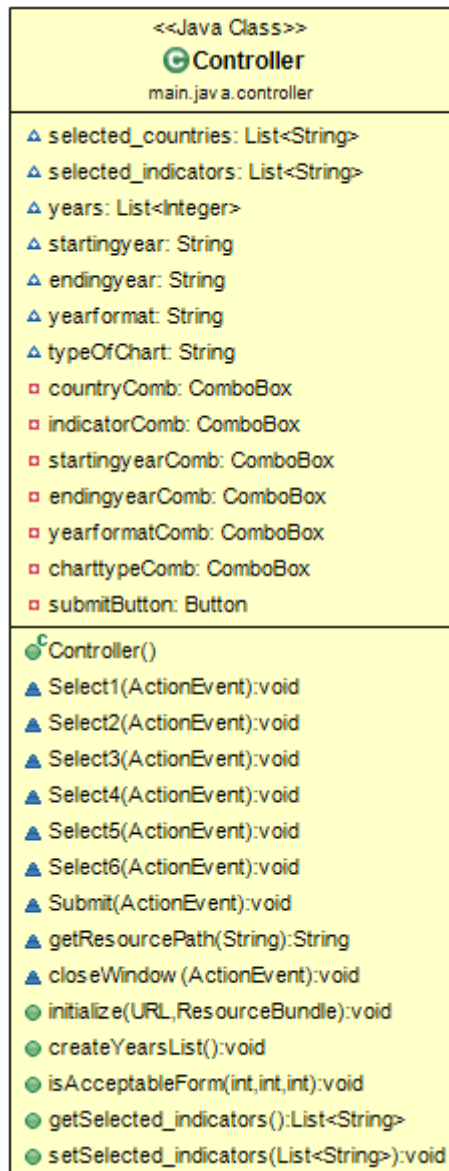 <<Java Class>>
Controller
main.java.controller
selected_countries: List<String>
selected_indicators: List<String>
years: List<Integer>
startingyear: String
endingyear: String
yearformat: String
typeOfChart: String
countryComb: ComboBox
indicatorComb: ComboBox
startingyearComb: ComboBox
endingyearComb: ComboBox
yearformatComb: ComboBox
charttypeComb: ComboBox
submitButton: Button
Controller()
Select1(ActionEvent):void
Select2(ActionEvent):void
Select3(ActionEvent):void
Select4(ActionEvent):void
Select5(ActionEvent):void
Select6(ActionEvent):void
Submit(ActionEvent):void
getResourcePath(String):String
closeWindow(ActionEvent):void
initialize(URL,ResourceBundle):void
createYearsList():void
isAcceptableForm(int,int,int):void
getSelected_indicators():List<String>
setSelected_indicators(List<String>):void